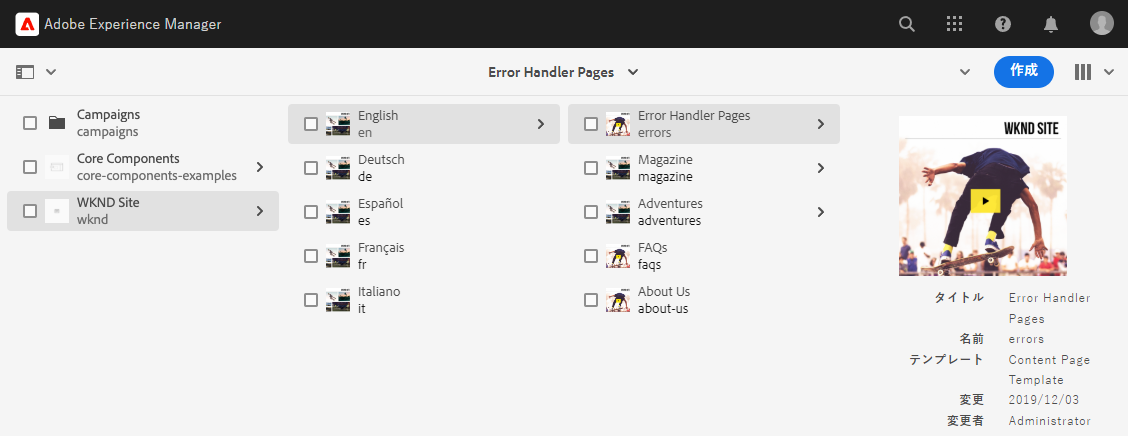 Adobe Experience Manager
Error Handler Pages
作成
Campaigns
campaigns
Core Components
core-components-examples
WKND Site
wknd
English
en
Deutsch
de
Español
es
Français
fr
Italiano
it
Error Handler Pages
errors
Magazine
magazine
Adventures
adventures
FAQs
faqs
About Us
about-us
WKND SITE
タイトル Error Handler
Pages
名前 errors
テンプレート Content Page
Template
変更 2019/12/03
変更者 Administrator